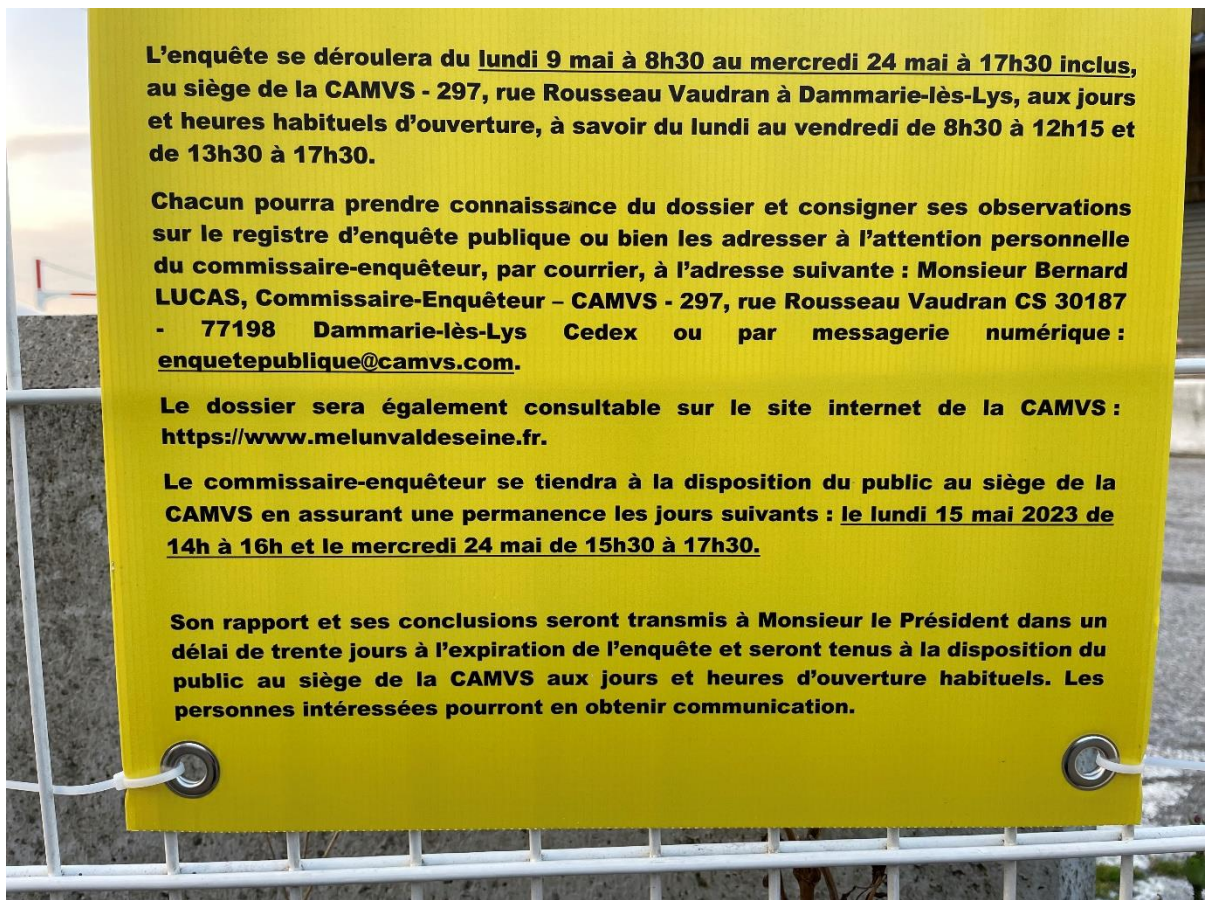 L'enquête se déroulera du lundi 9 mai à 8h30 au mercredi 24 mai à 17h30 inclus,
au siège de la CAMVS - 297, rue Rousseau Vaudran à Dammarie-lès-Lys, aux jours
et heures habituels d'ouverture, à savoir du lundi au vendredi de 8h30 à 12h15 et
de 13h30 à 17h30.
Chacun pourra prendre connaissance du dossier et consigner ses observations
sur le registre d'enquête publique ou bien les adresser à l'attention personnelle
du commissaire-enquêteur, par courrier, à l'adresse suivante : Monsieur Bernard
LUCAS, Commissaire-Enquêteur – CAMVS - 297, rue Rousseau Vaudran CS 30187
- 77198 Dammarie-lès-Lys Cedex ou par messagerie numérique :
enquetepublique@camvs.com.
Le dossier sera également consultable sur le site internet de la CAMVS :
https://www.melunvaldeseine.fr.
Le commissaire-enquêteur se tiendra à la disposition du public au siège de la
CAMVS en assurant une permanence les jours suivants : le lundi 15 mai 2023 de
14h à 16h et le mercredi 24 mai de 15h30 à 17h30.
Son rapport et ses conclusions seront transmis à Monsieur le Président dans un
délai de trente jours à l'expiration de l'enquête et seront tenus à la disposition du
public au siège de la CAMVS aux jours et heures d'ouverture habituels. Les
personnes intéressées pourront en obtenir communication.